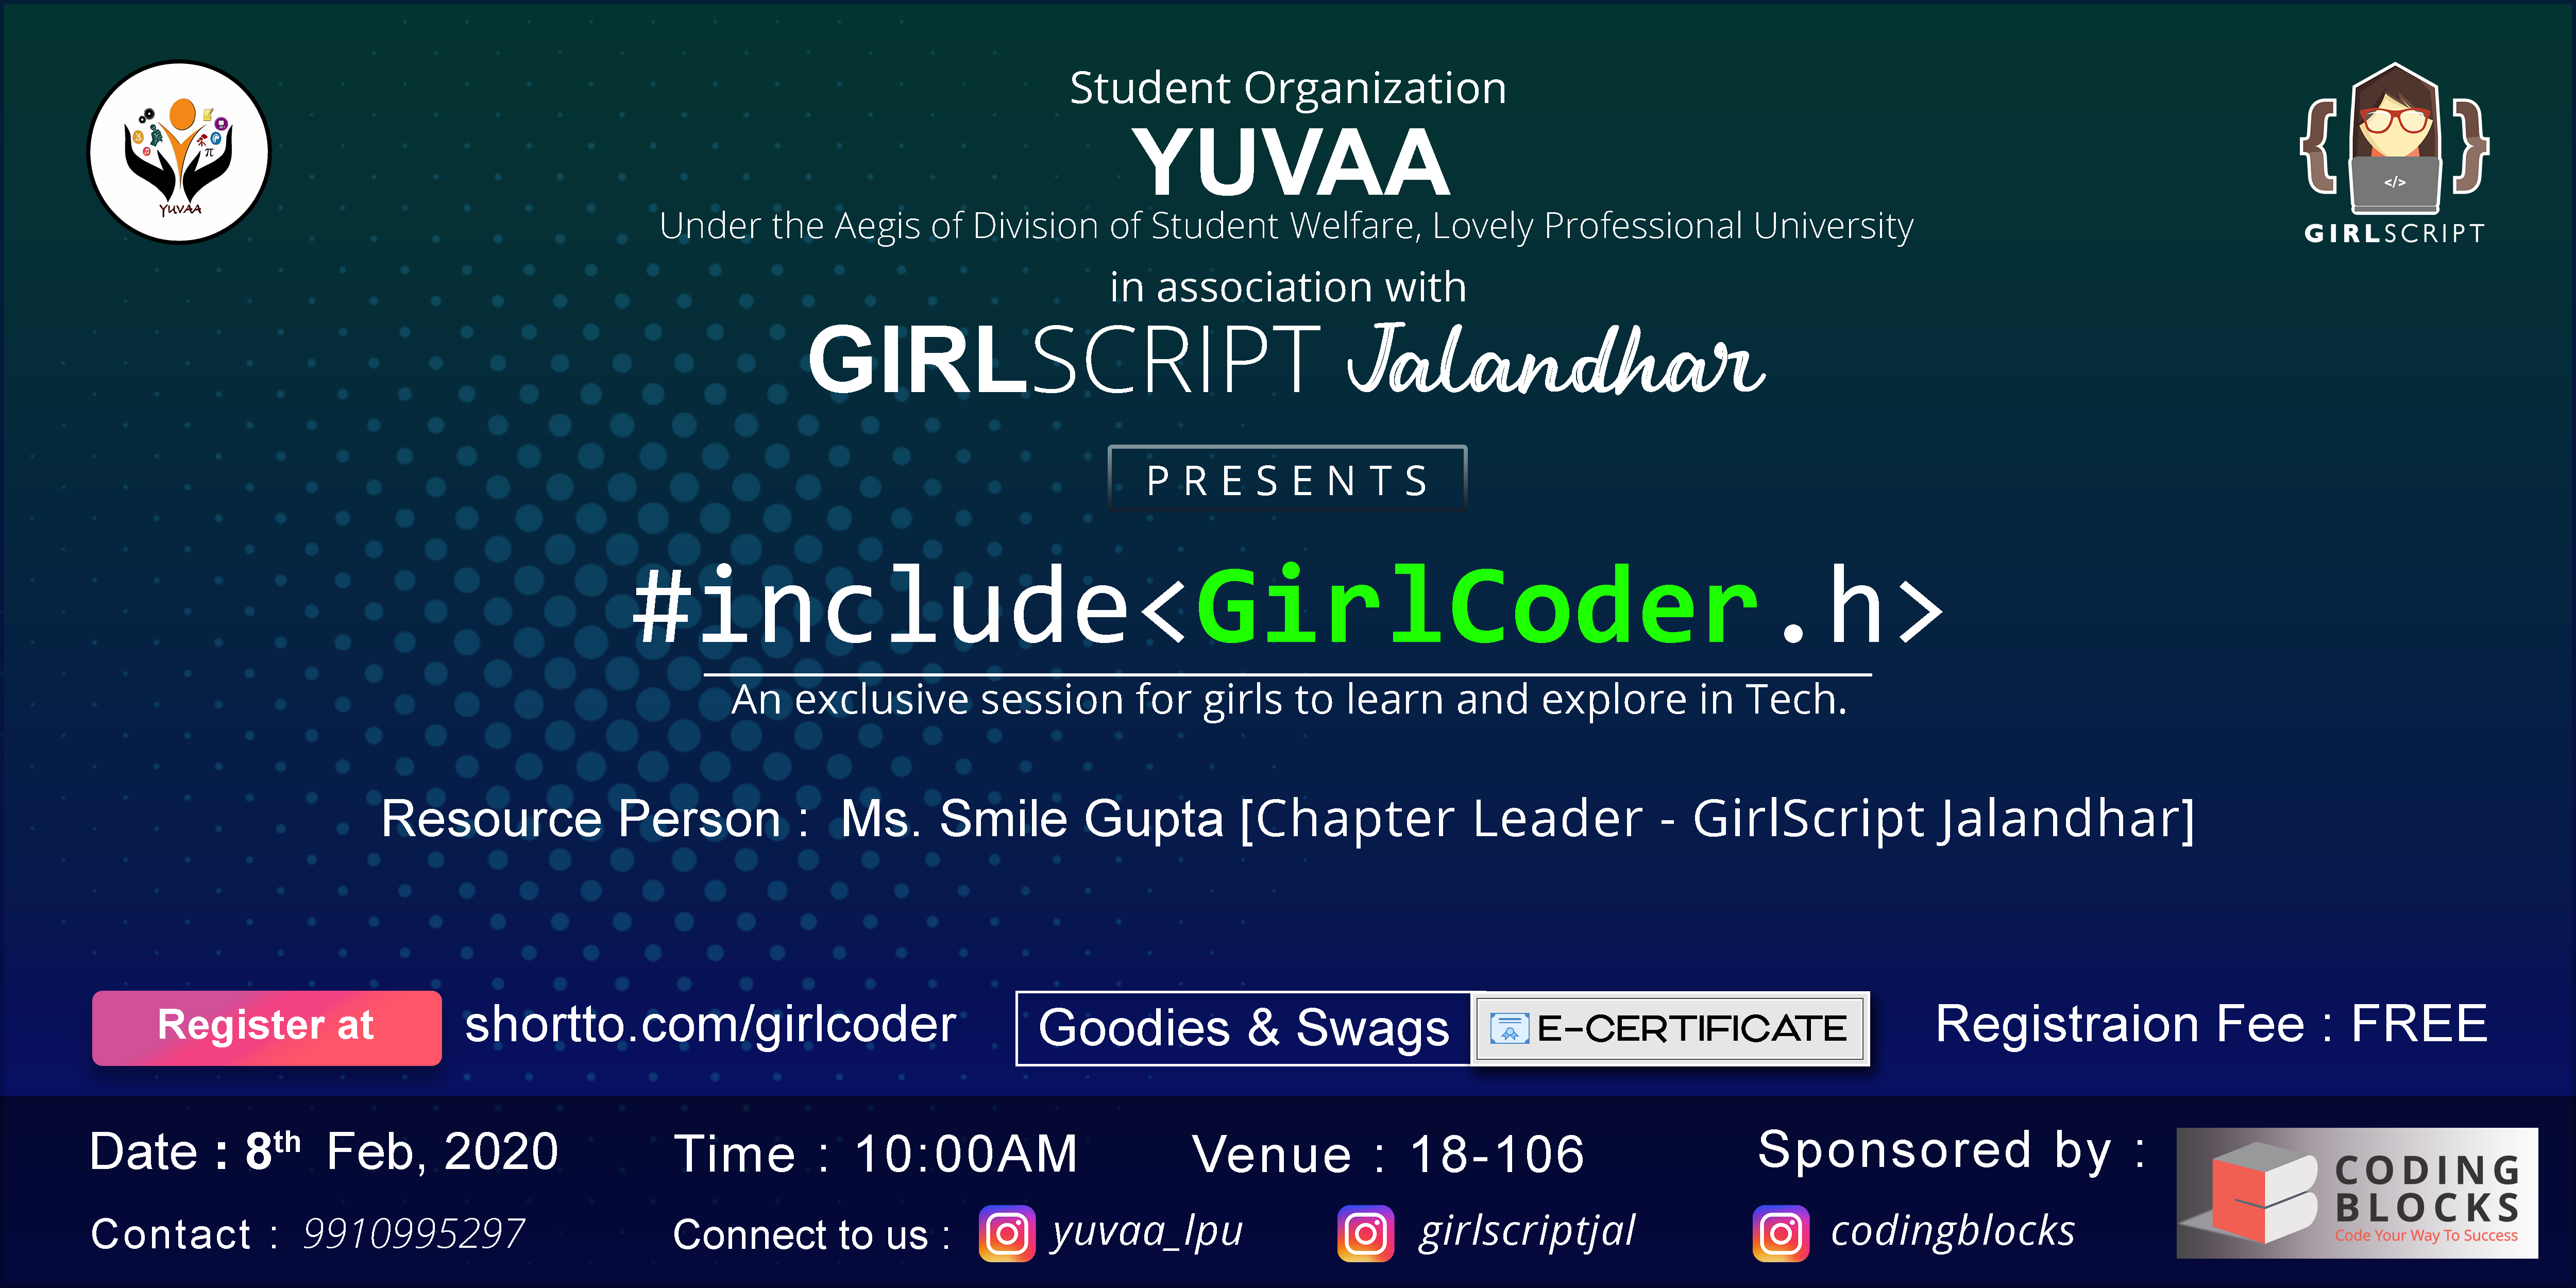 Student Organization
YUVAA
Under the Aegis of Division of Student Welfare, Lovely Professional University
in association with
GIRLSCRIPT Jalandhar
PRESENTS
#include<GirlCoder.h>
An exclusive session for girls to learn and explore in Tech.
Resource Person : Ms. Smile Gupta [Chapter Leader - GirlScript Jalandhar]
Register at shortto.com/girlcoder Goodies & Swags E-CERTIFICATE Registraion Fee : FREE
Date : 8th Feb, 2020 Time : 10:00AM Venue : 18-106 Sponsored by :
Contact : 9910995297 Connect to us : yuvaa_lpu girlscriptjal codingblocks
CODING
BLOCKS
Code Your Way To Success
π
YUVAA
{ </> }
GIRLSCRIPT